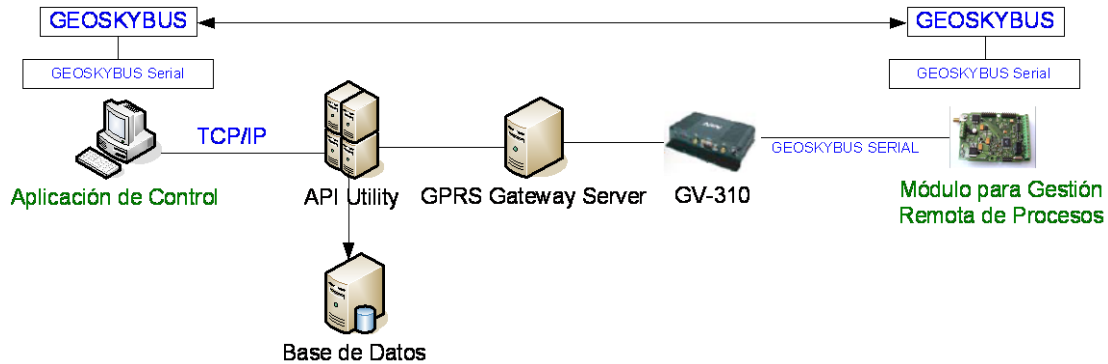 GEOSKYBUS
GEOSKYBUS
GEOSKYBUS Serial
GEOSKYBUS Serial
TCP/IP
GEOSKYBUS SERIAL
Aplicación de Control
API Utility
GPRS Gateway Server
GV-310
Módulo para Gestión
Remota de Procesos
Base de Datos